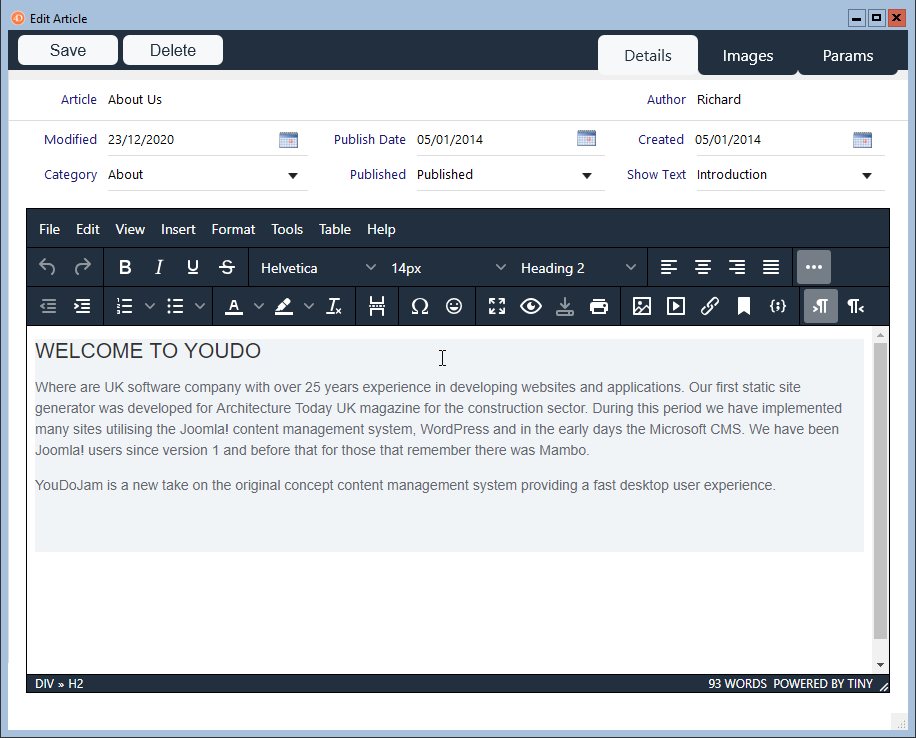 Edit Article
Save Delete Details Images Params
Article About Us Author Richard
Modified 23/12/2020 Publish Date 05/01/2014 Created 05/01/2014
Category About Published Published Show Text Introduction
File Edit View Insert Format Tools Table Help
B I U S Helvetica 14px Heading 2
WELCOME TO YOUDO
Where are UK software company with over 25 years experience in developing websites and applications. Our first static site
generator was developed for Architecture Today UK magazine for the construction sector. During this period we have implemented
many sites utilising the Joomla! content management system, WordPress and in the early days the Microsoft CMS. We have been
Joomla! users since version 1 and before that for those that remember there was Mambo.
YouDoJam is a new take on the original concept content management system providing a fast desktop user experience.
DIV » H2 93 WORDS POWERED BY TINY